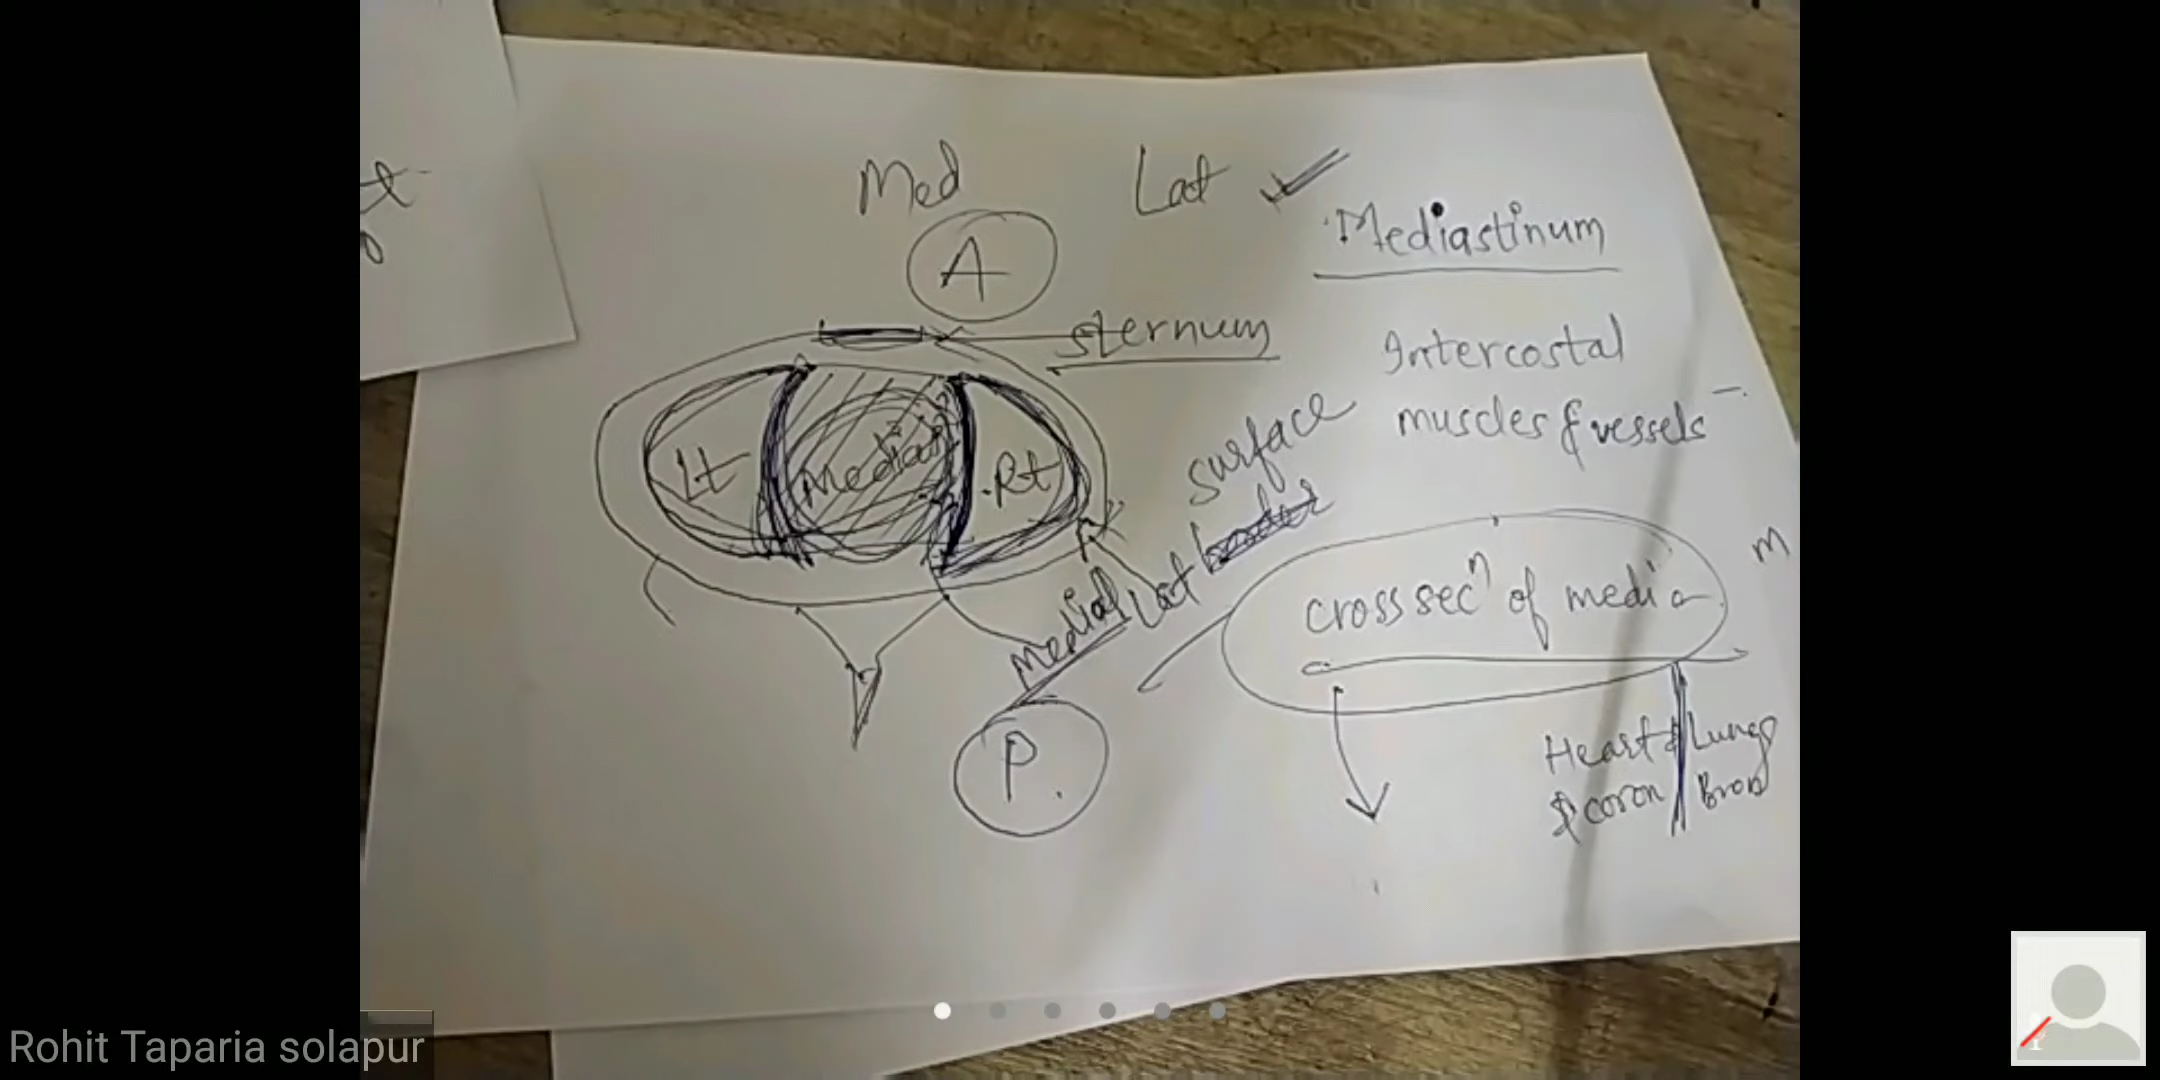 Med
Lat
A
Mediastinum
sternum
Intercostal
muscles & vessels
surface
Lt
Rt
Medial
Lat
cross secⁿ of media
m
P.
Heart & Lungs
& coron
Rohit Taparia solapur